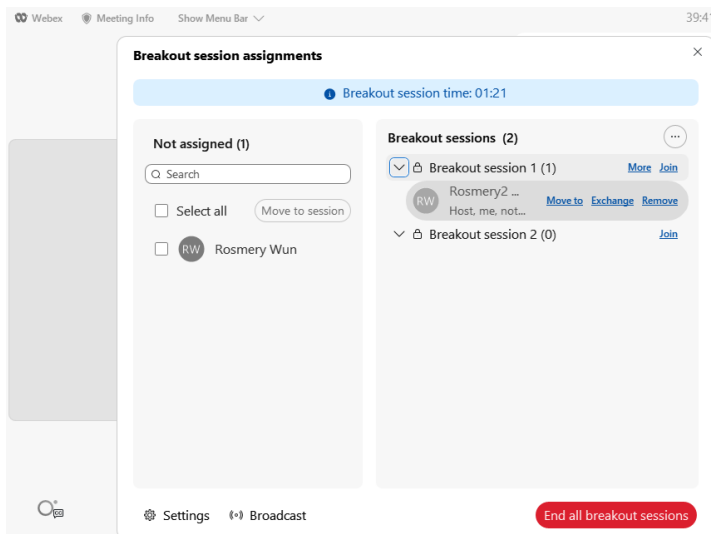 Webex Meeting Info Show Menu Bar 39:41
Breakout session assignments
Breakout session time: 01:21
Not assigned (1)
Search
Select all Move to session
RW Rosmery Wun
Breakout sessions (2)
Breakout session 1 (1) More Join
RW Rosmery2 ... Move to Exchange Remove
Host, me, not...
Breakout session 2 (0) Join
CC
Settings Broadcast End all breakout sessions